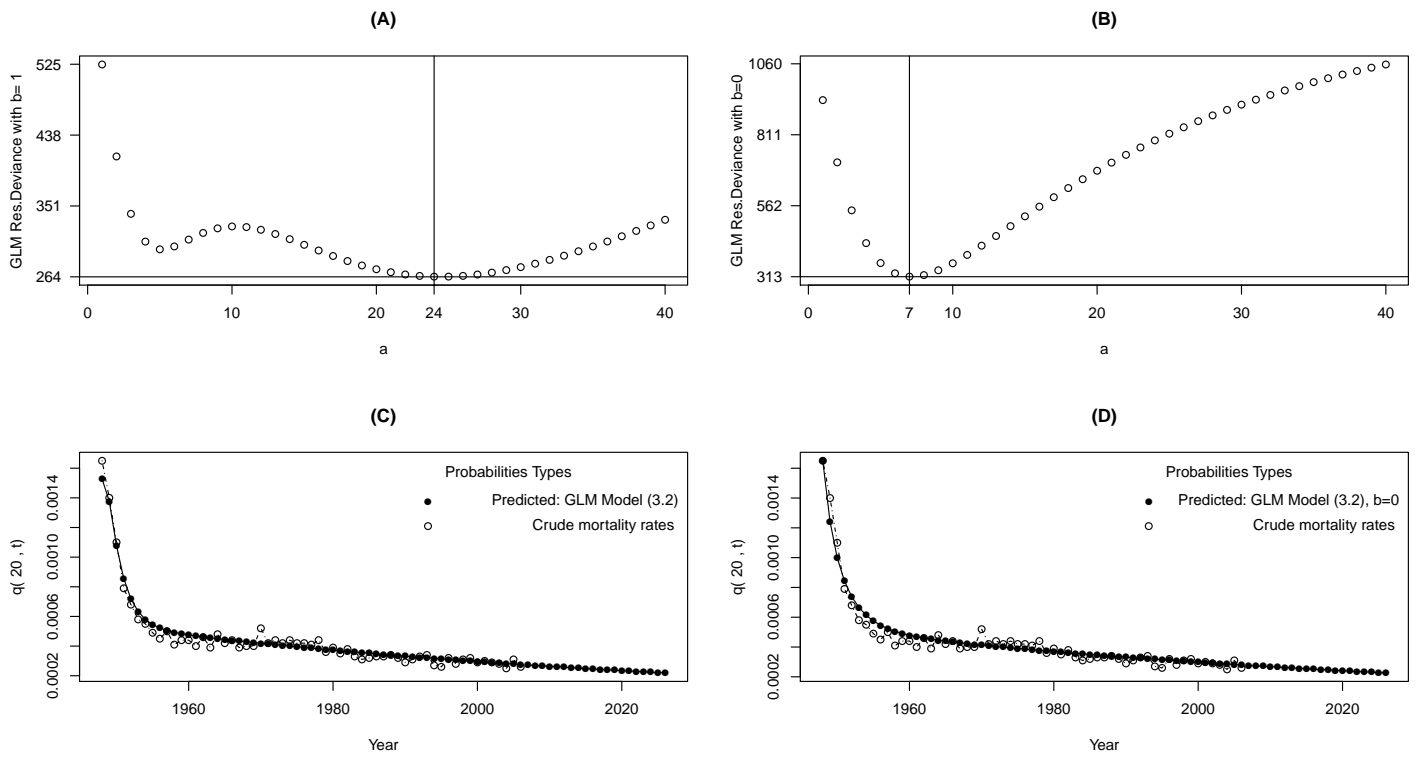 (A)
GLM Res.Deviance with b= 1
525
438
351
264
0 10 20 24 30 40
a
(B)
GLM Res.Deviance with b=0
1060
811
562
313
0 7 10 20 30 40
a
(C)
q( 20 , t)
0.0014
0.0010
0.0006
0.0002
Probabilities Types
Predicted: GLM Model (3.2)
Crude mortality rates
1960 1980 2000 2020
Year
(D)
q( 20 , t)
0.0014
0.0010
0.0006
0.0002
Probabilities Types
Predicted: GLM Model (3.2), b=0
Crude mortality rates
1960 1980 2000 2020
Year